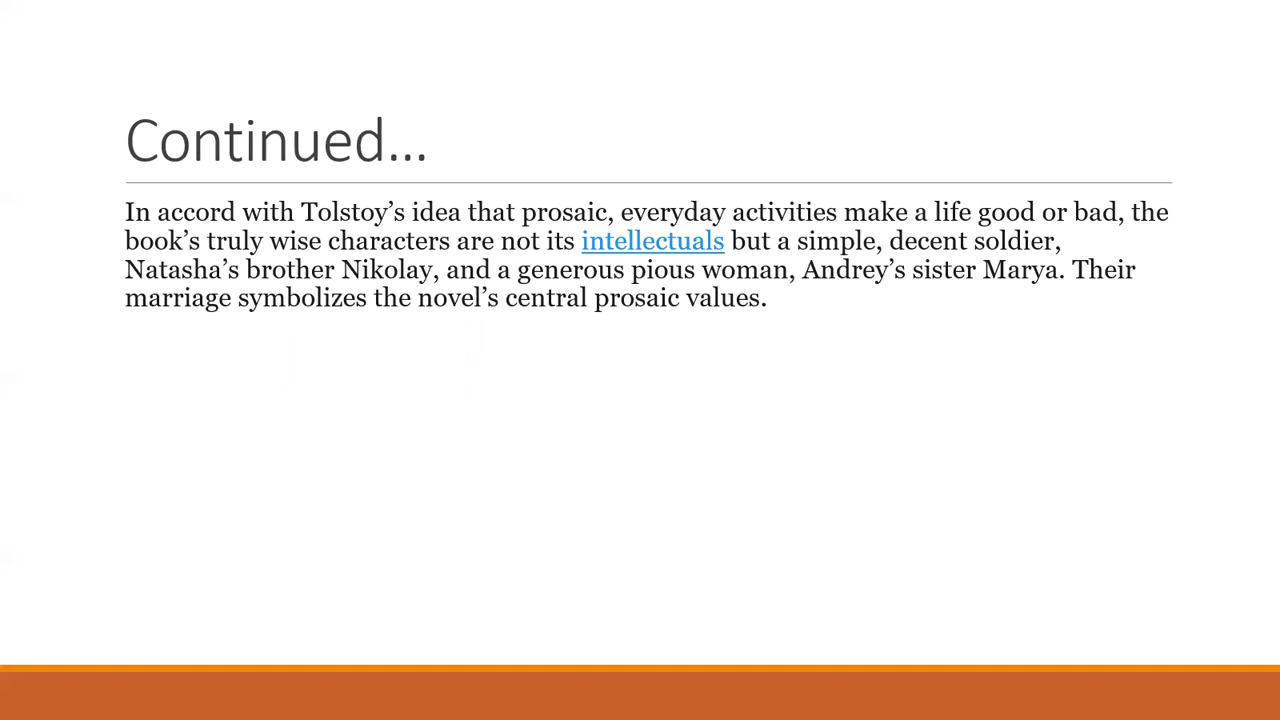 Continued…
In accord with Tolstoy’s idea that prosaic, everyday activities make a life good or bad, the
book’s truly wise characters are not its intellectuals but a simple, decent soldier,
Natasha’s brother Nikolay, and a generous pious woman, Andrey’s sister Marya. Their
marriage symbolizes the novel’s central prosaic values.